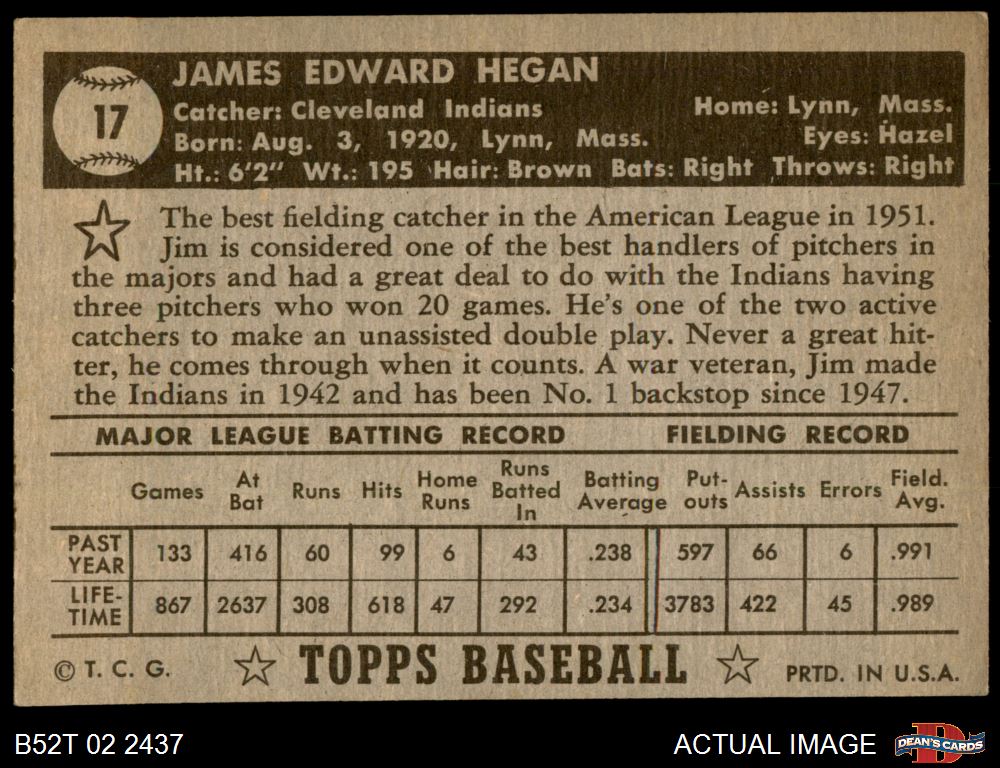 17
JAMES EDWARD HEGAN
Catcher: Cleveland Indians Home: Lynn, Mass.
Born: Aug. 3, 1920, Lynn, Mass. Eyes: Hazel
Ht.: 6'2" Wt.: 195 Hair: Brown Bats: Right Throws: Right
The best fielding catcher in the American League in 1951.
Jim is considered one of the best handlers of pitchers in
the majors and had a great deal to do with the Indians having
three pitchers who won 20 games. He's one of the two active
catchers to make an unassisted double play. Never a great hit-
ter, he comes through when it counts. A war veteran, Jim made
the Indians in 1942 and has been No. 1 backstop since 1947.
MAJOR LEAGUE BATTING RECORD FIELDING RECORD
Games At Bat Runs Hits Home Runs Runs Batted In Batting Average Put-outs Assists Errors Field. Avg.
PAST YEAR 133 416 60 99 6 43 .238 597 66 6 .991
LIFE-TIME 867 2637 308 618 47 292 .234 3783 422 45 .989
© T. C. G. TOPPS BASEBALL PRTD. IN U.S.A.
B52T 02 2437 ACTUAL IMAGE D DEAN'S CARDS